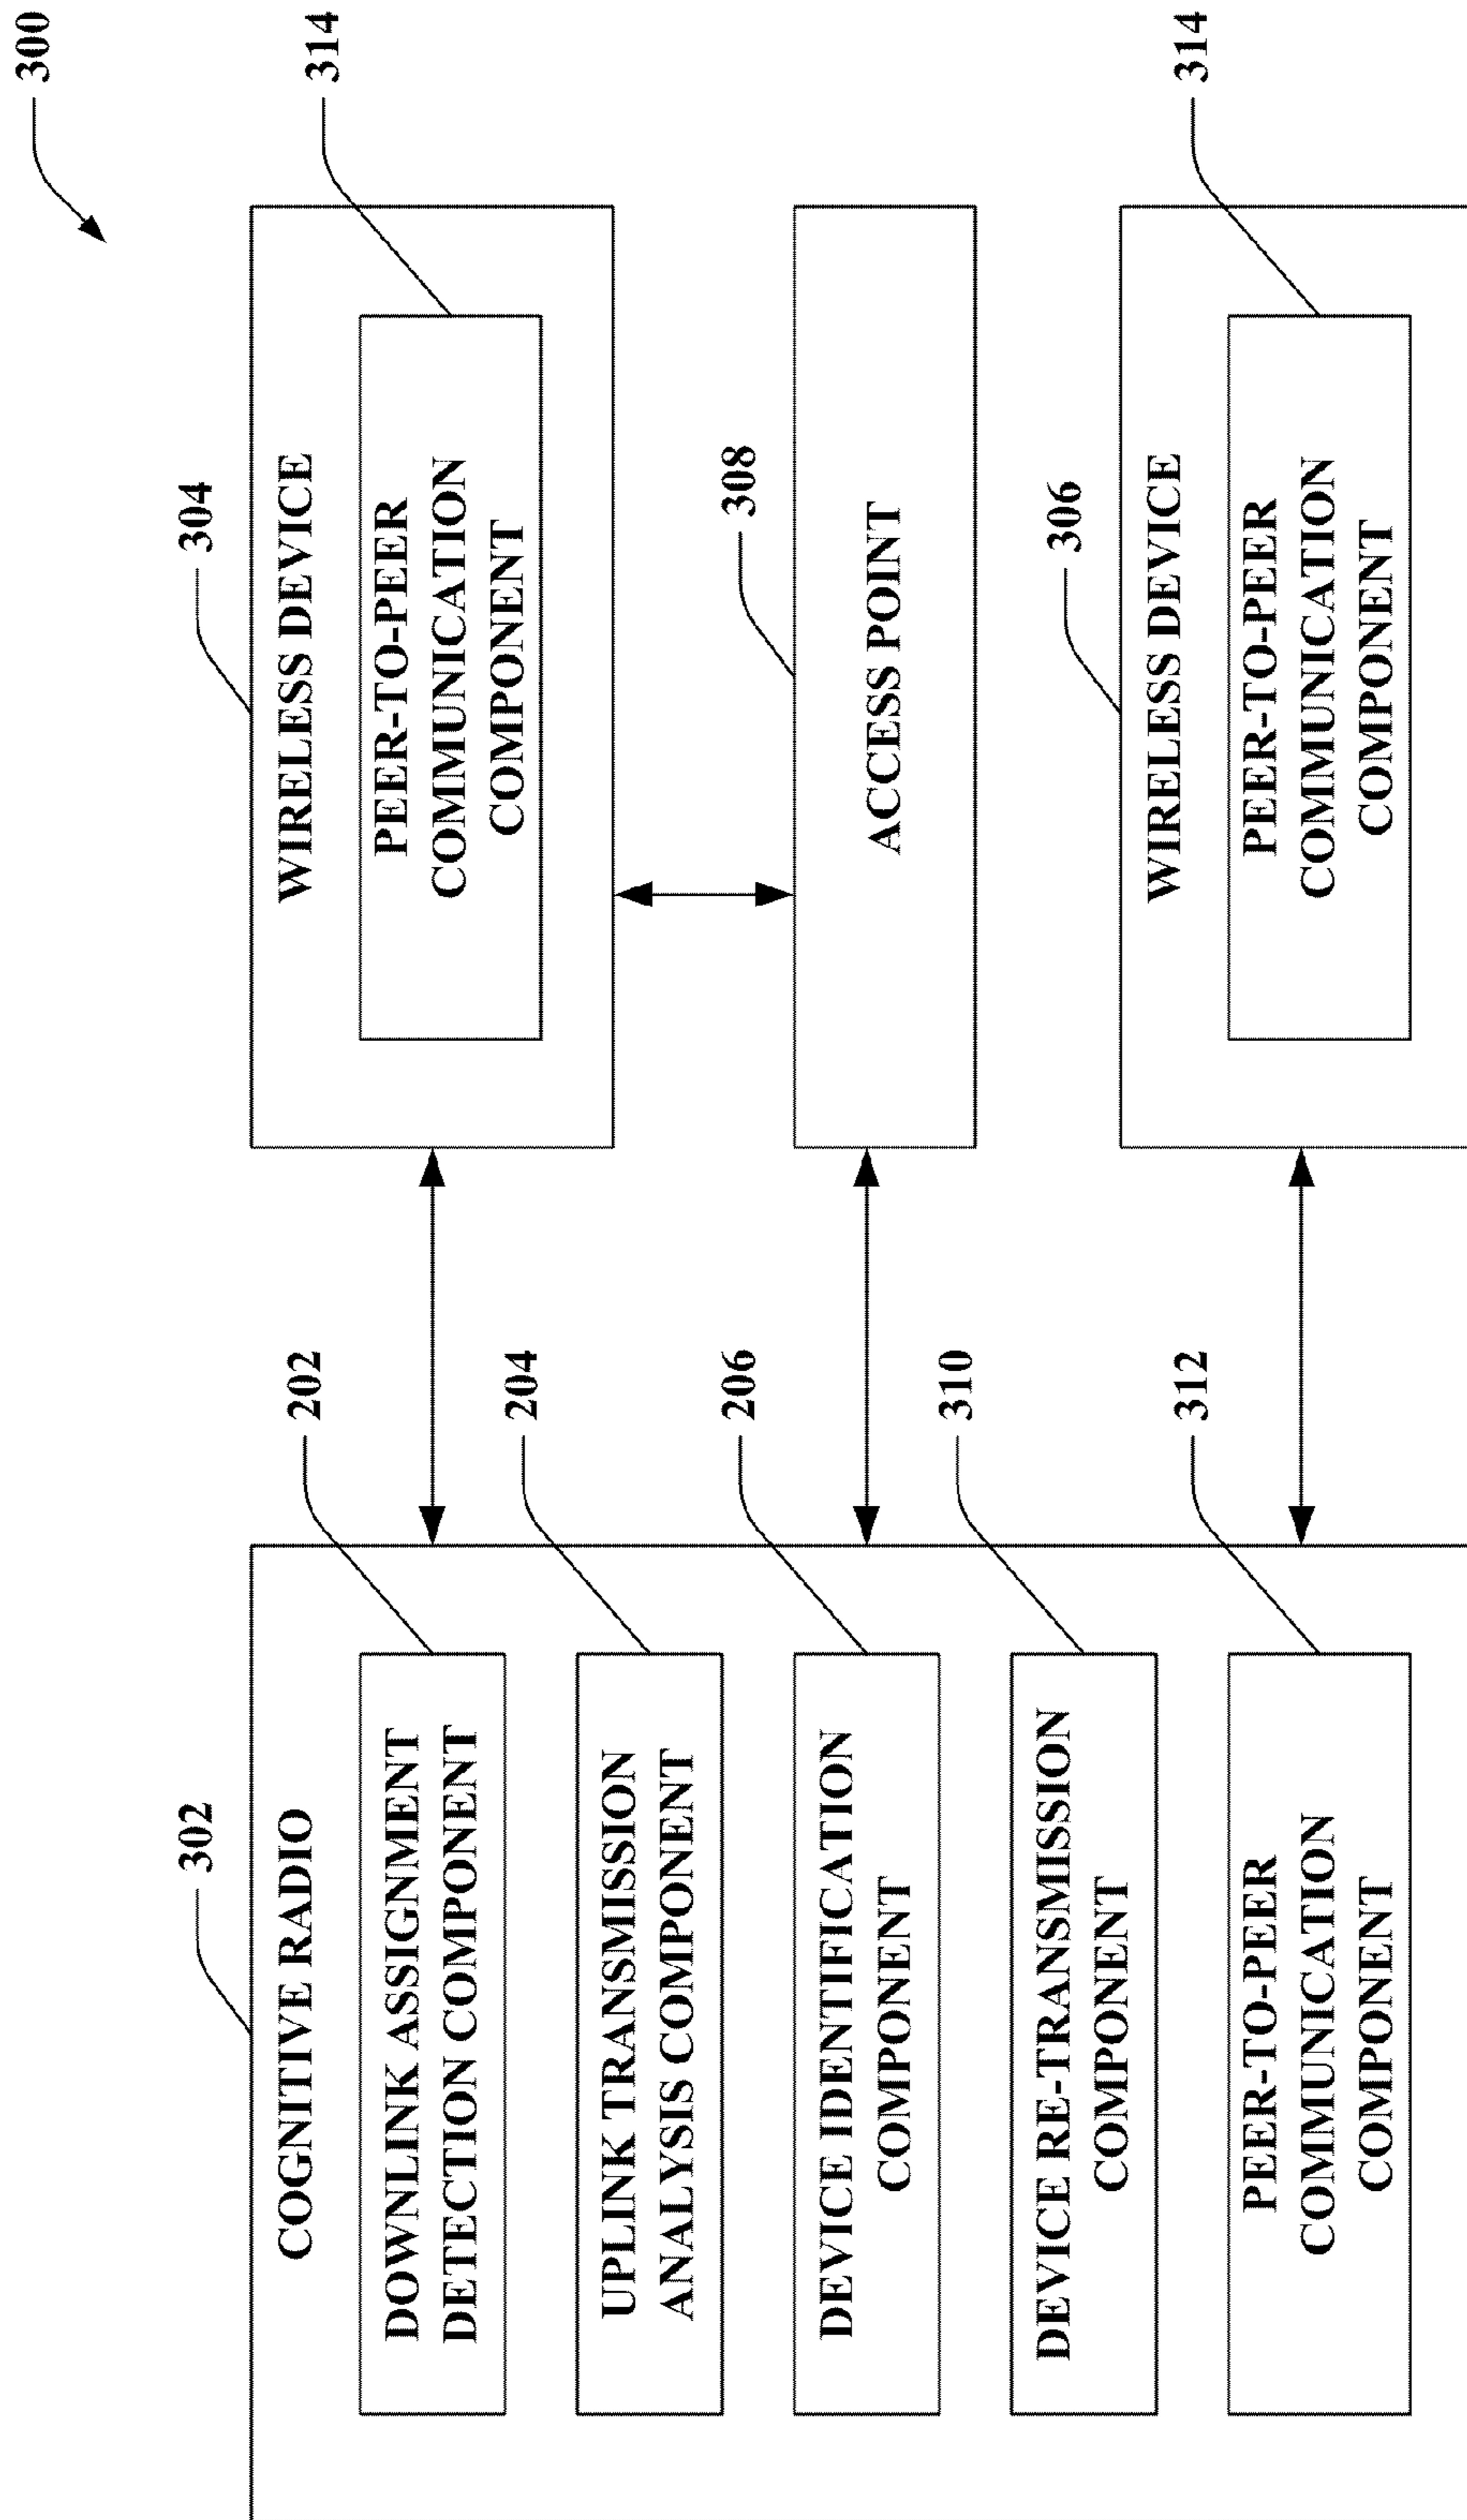 300
302
COGNITIVE RADIO
202
DOWNLINK ASSIGNMENT
DETECTION COMPONENT
204
UPLINK TRANSMISSION
ANALYSIS COMPONENT
206
DEVICE IDENTIFICATION
COMPONENT
310
DEVICE RE-TRANSMISSION
COMPONENT
312
PEER-TO-PEER
COMMUNICATION
COMPONENT
304
WIRELESS DEVICE
314
PEER-TO-PEER
COMMUNICATION
COMPONENT
308
ACCESS POINT
306
WIRELESS DEVICE
314
PEER-TO-PEER
COMMUNICATION
COMPONENT